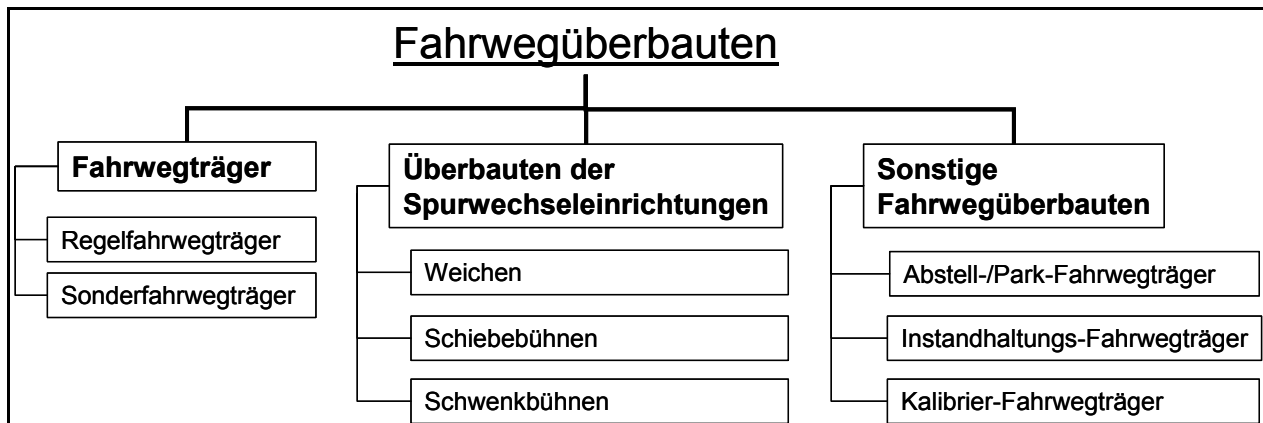 Fahrwegüberbauten
Fahrwegträger
Regelfahrwegträger
Sonderfahrwegträger
Überbauten der
Spurwechseleinrichtungen
Weichen
Schiebebühnen
Schwenkbühnen
Sonstige
Fahrwegüberbauten
Abstell-/Park-Fahrwegträger
Instandhaltungs-Fahrwegträger
Kalibrier-Fahrwegträger